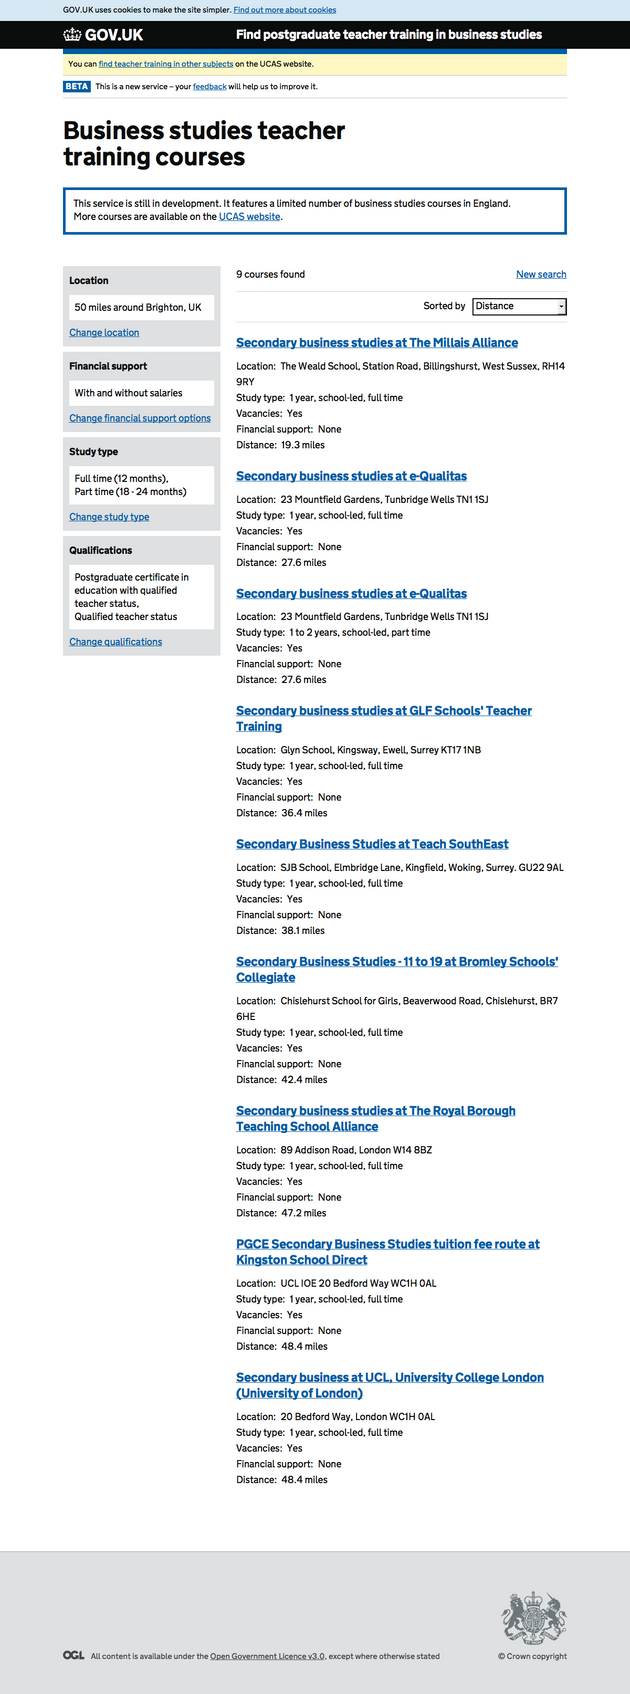 GOV.UK uses cookies to make the site simpler. Find out more about cookies
GOV.UK
Find postgraduate teacher training in business studies
You can find teacher training in other subjects on the UCAS website.
BETA This is a new service – your feedback will help us to improve it.
Business studies teacher
training courses
This service is still in development. It features a limited number of business studies courses in England.
More courses are available on the UCAS website.
Location
50 miles around Brighton, UK
Change location
Financial support
With and without salaries
Change financial support options
Study type
Full time (12 months),
Part time (18 - 24 months)
Change study type
Qualifications
Postgraduate certificate in
education with qualified
teacher status,
Qualified teacher status
Change qualifications
9 courses found
New search
Sorted by Distance
Secondary business studies at The Millais Alliance
Location: The Weald School, Station Road, Billingshurst, West Sussex, RH14
9RY
Study type: 1 year, school-led, full time
Vacancies: Yes
Financial support: None
Distance: 19.3 miles
Secondary business studies at e-Qualitas
Location: 23 Mountfield Gardens, Tunbridge Wells TN1 1SJ
Study type: 1 year, school-led, full time
Vacancies: Yes
Financial support: None
Distance: 27.6 miles
Secondary business studies at e-Qualitas
Location: 23 Mountfield Gardens, Tunbridge Wells TN1 1SJ
Study type: 1 to 2 years, school-led, part time
Vacancies: Yes
Financial support: None
Distance: 27.6 miles
Secondary business studies at GLF Schools' Teacher
Training
Location: Glyn School, Kingsway, Ewell, Surrey KT17 1NB
Study type: 1 year, school-led, full time
Vacancies: Yes
Financial support: None
Distance: 36.4 miles
Secondary Business Studies at Teach SouthEast
Location: SJB School, Elmbridge Lane, Kingfield, Woking, Surrey. GU22 9AL
Study type: 1 year, school-led, full time
Vacancies: Yes
Financial support: None
Distance: 38.1 miles
Secondary Business Studies - 11 to 19 at Bromley Schools'
Collegiate
Location: Chislehurst School for Girls, Beaverwood Road, Chislehurst, BR7
6HE
Study type: 1 year, school-led, full time
Vacancies: Yes
Financial support: None
Distance: 42.4 miles
Secondary business studies at The Royal Borough
Teaching School Alliance
Location: 89 Addison Road, London W14 8BZ
Study type: 1 year, school-led, full time
Vacancies: Yes
Financial support: None
Distance: 47.2 miles
PGCE Secondary Business Studies tuition fee route at
Kingston School Direct
Location: UCL IOE 20 Bedford Way WC1H 0AL
Study type: 1 year, school-led, full time
Vacancies: Yes
Financial support: None
Distance: 48.4 miles
Secondary business at UCL, University College London
(University of London)
Location: 20 Bedford Way, London WC1H 0AL
Study type: 1 year, school-led, full time
Vacancies: Yes
Financial support: None
Distance: 48.4 miles
OGL All content is available under the Open Government Licence v3.0, except where otherwise stated
© Crown copyright